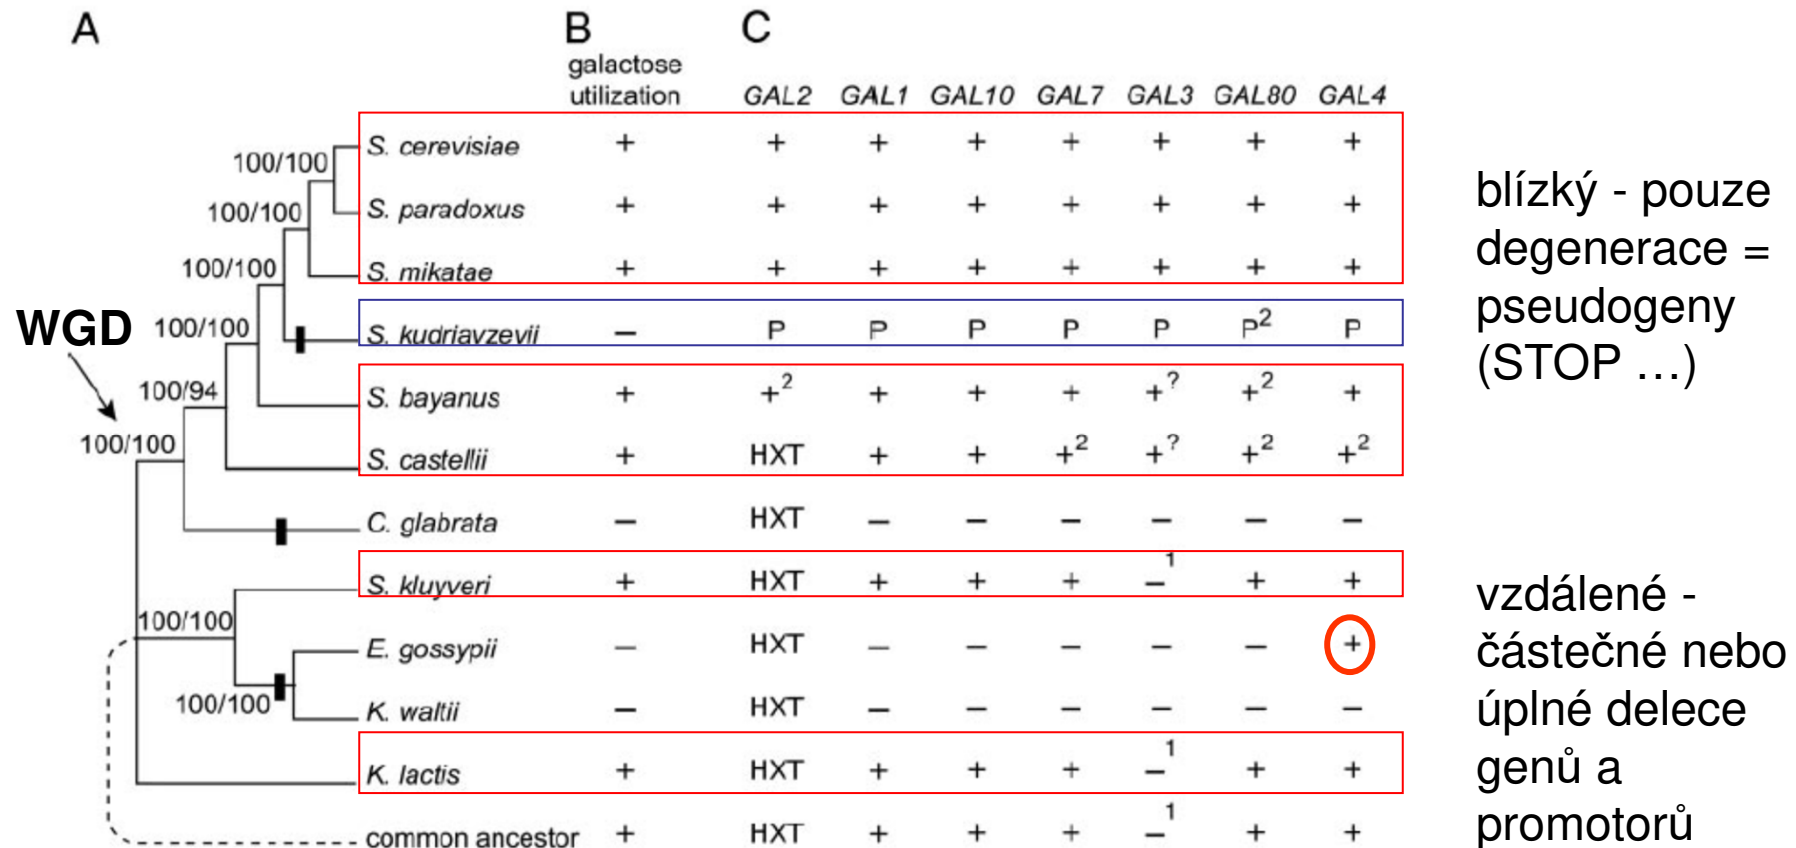 A B C
galactose
utilization GAL2 GAL1 GAL10 GAL7 GAL3 GAL80 GAL4
100/100 S. cerevisiae + + + + + + + +
100/100 S. paradoxus + + + + + + + +
100/100 S. mikatae + + + + + + + +
WGD 100/100 S. kudriavzevii – P P P P P P² P
100/94 S. bayanus + +² + + + +? +² +
100/100 S. castellii + HXT + + +² +? +² +²
C. glabrata – HXT – – – – – –
S. kluyveri + HXT + + + –¹ + +
100/100 E. gossypii – HXT – – – – – +
100/100 K. waltii – HXT – – – – – –
K. lactis + HXT + + + –¹ + +
common ancestor + HXT + + + –¹ + +
blízký - pouze
degenerace =
pseudogeny
(STOP …)
vzdálené -
částečné nebo
úplné delece
genů a
promotorů